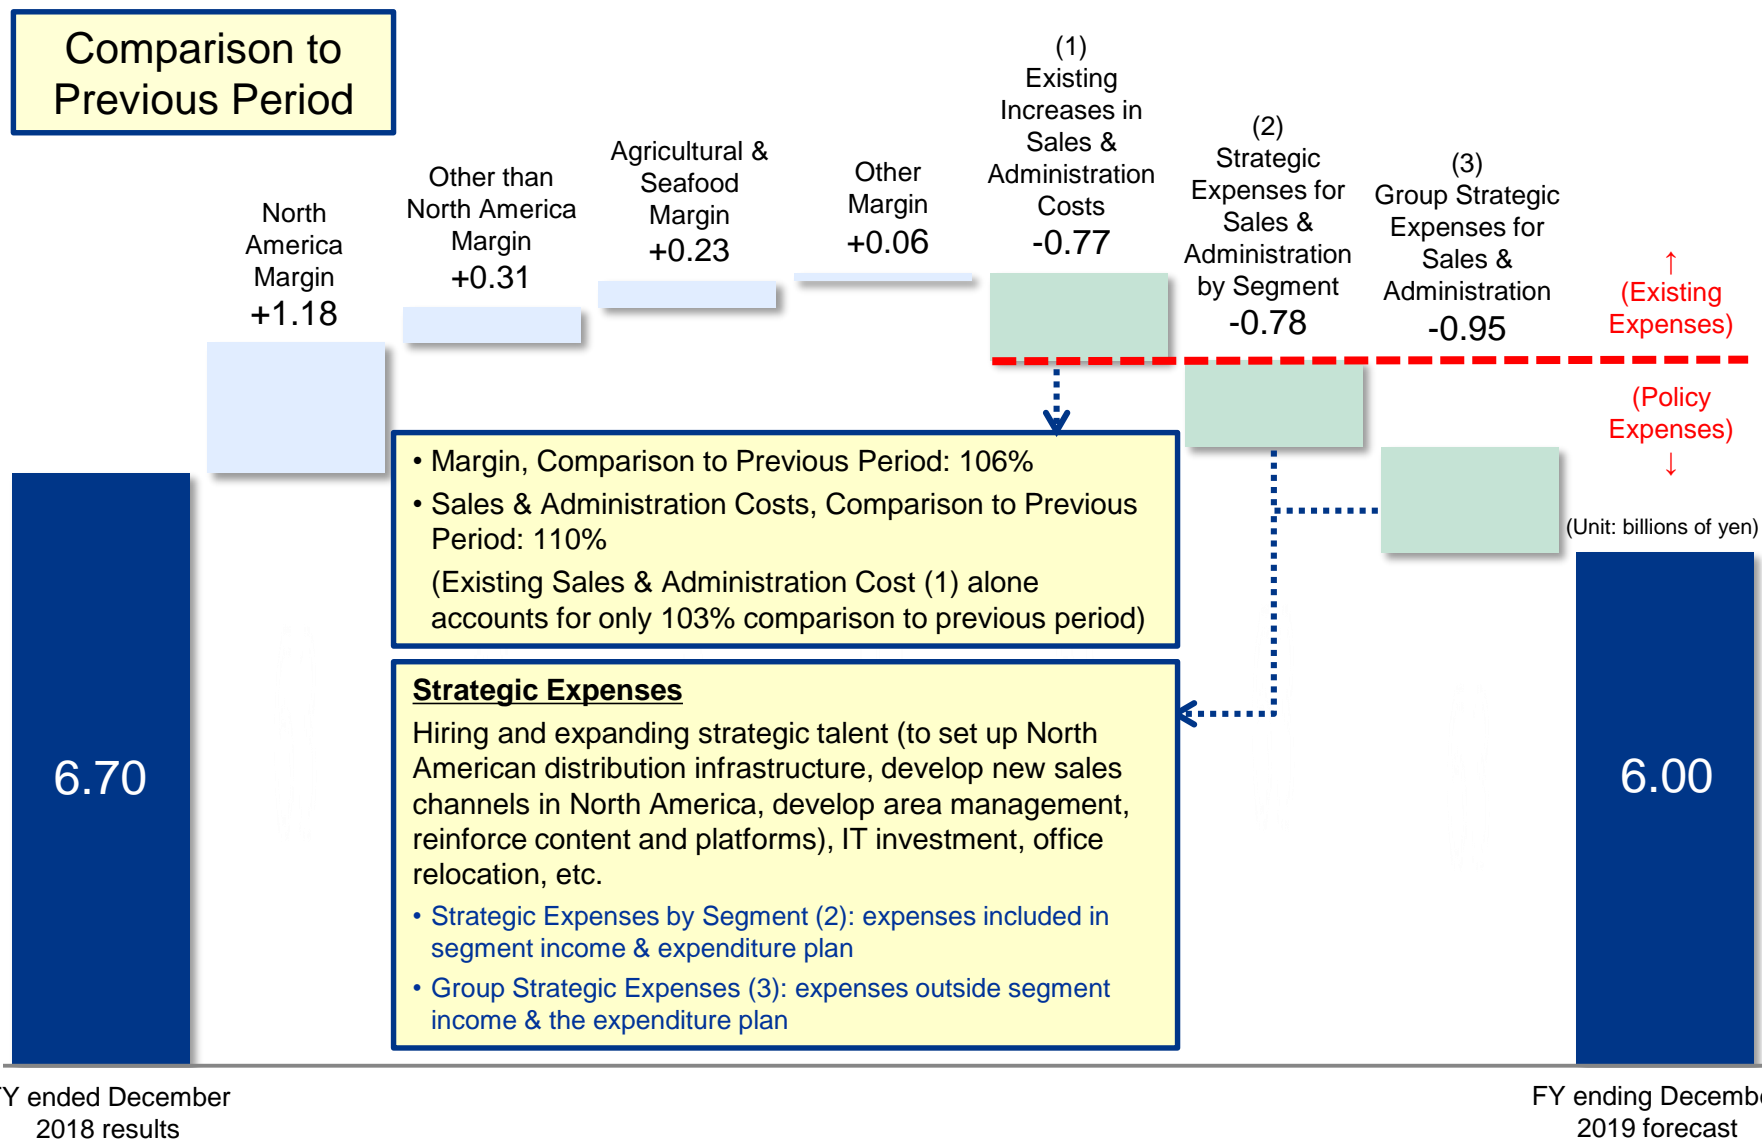 Comparison to
Previous Period
North
America
Margin
+1.18
Other than
North America
Margin
+0.31
Agricultural &
Seafood
Margin
+0.23
Other
Margin
+0.06
(1)
Existing
Increases in
Sales &
Administration
Costs
-0.77
(2)
Strategic
Expenses for
Sales &
Administration
by Segment
-0.78
(3)
Group Strategic
Expenses for
Sales &
Administration
-0.95
↑
(Existing
Expenses)
(Policy
Expenses)
↓
(Unit: billions of yen)
• Margin, Comparison to Previous Period: 106%
• Sales & Administration Costs, Comparison to Previous
Period: 110%
(Existing Sales & Administration Cost (1) alone
accounts for only 103% comparison to previous period)
Strategic Expenses
Hiring and expanding strategic talent (to set up North
American distribution infrastructure, develop new sales
channels in North America, develop area management,
reinforce content and platforms), IT investment, office
relocation, etc.
• Strategic Expenses by Segment (2): expenses included in
segment income & expenditure plan
• Group Strategic Expenses (3): expenses outside segment
income & the expenditure plan
6.70
6.00
Y ended December
2018 results
FY ending Decembe
2019 forecast